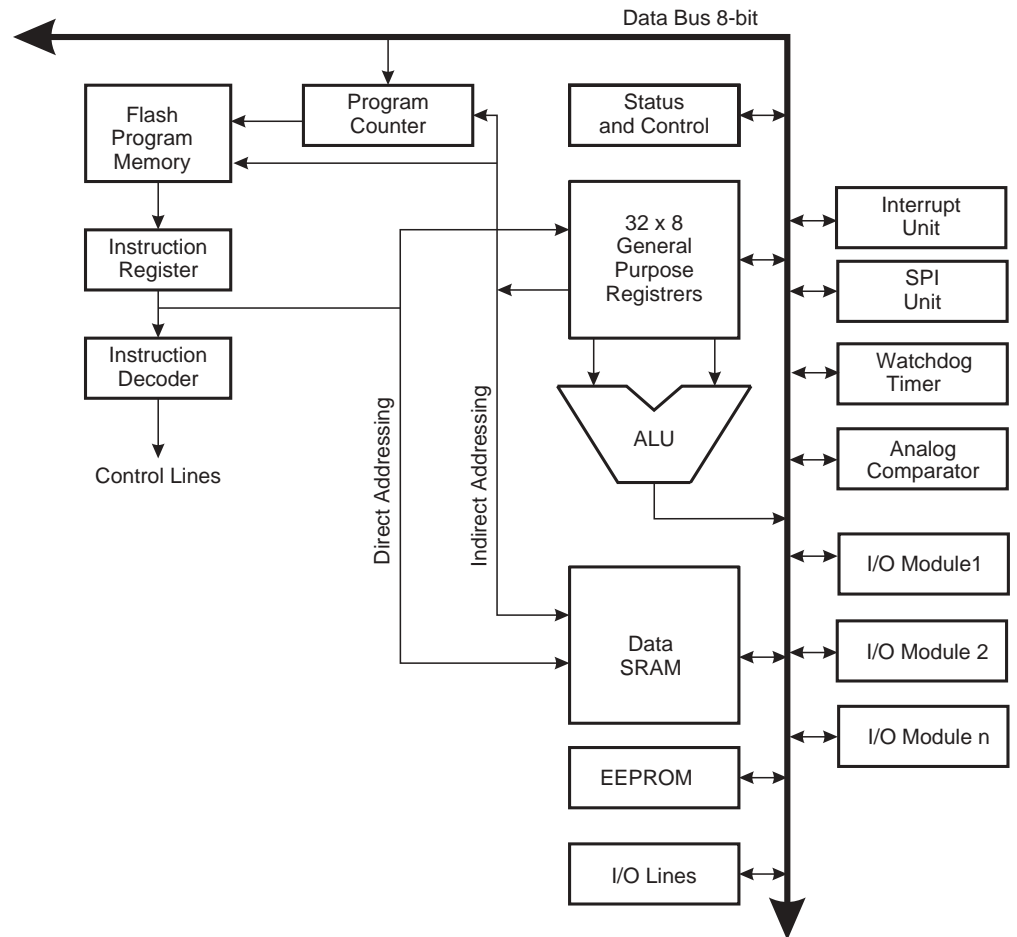 Data Bus 8-bit
Flash
Program
Memory
Program
Counter
Status
and Control
32 x 8
General
Purpose
Registrers
Interrupt
Unit
Instruction
Register
SPI
Unit
Instruction
Decoder
Watchdog
Timer
Direct Addressing
Indirect Addressing
ALU
Analog
Comparator
Control Lines
I/O Module1
Data
SRAM
I/O Module 2
I/O Module n
EEPROM
I/O Lines